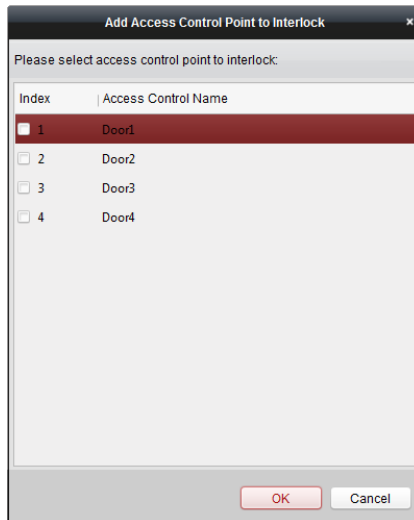 Add Access Control Point to Interlock ×
Please select access control point to interlock:
Index Access Control Name
1 Door1
2 Door2
3 Door3
4 Door4
OK Cancel